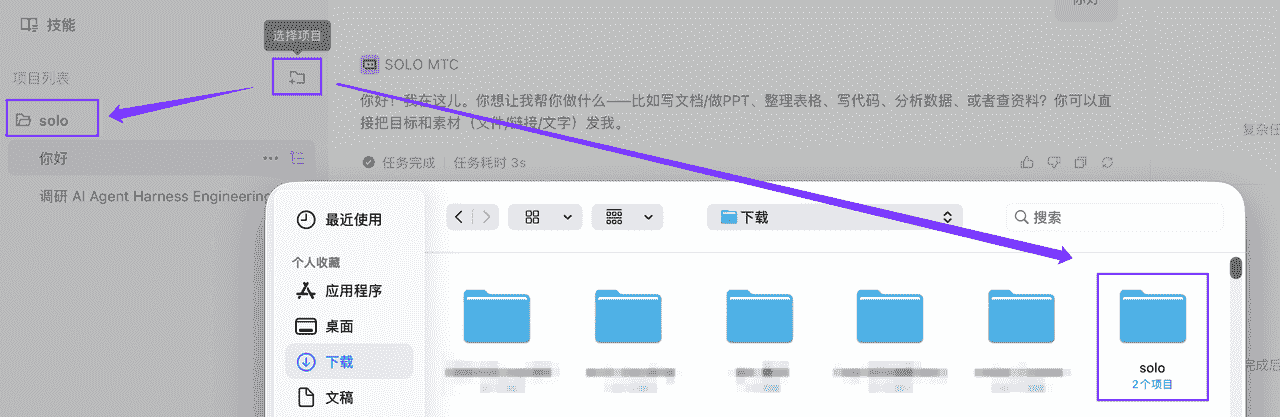 技能
选择项目
项目列表
solo
你好
调研 AI Agent Harness Engineering
SOLO MTC
你好！我在这儿。你想让我帮你做什么——比如写文档/做PPT、整理表格、写代码、分析数据、或者查资料？你可以直
接把目标和素材（文件/链接/文字）发我。
任务完成
任务耗时 3s
复杂任
最近使用
个人收藏
应用程序
桌面
下载
文稿
下载
搜索
solo
2个项目
完成后